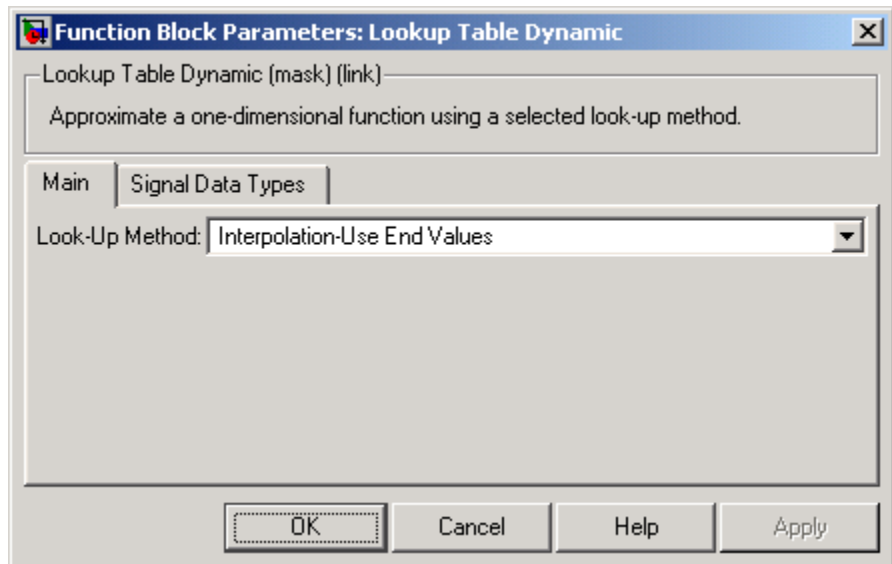 Function Block Parameters: Lookup Table Dynamic
Lookup Table Dynamic (mask) (link)
Approximate a one-dimensional function using a selected look-up method.
Main Signal Data Types
Look-Up Method: Interpolation-Use End Values
OK Cancel Help Apply